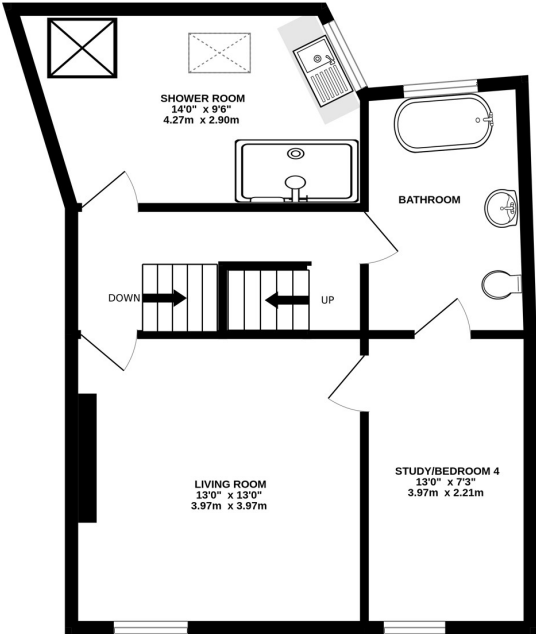 SHOWER ROOM
14'0" x 9'6"
4.27m x 2.90m
BATHROOM
DOWN
UP
LIVING ROOM
13'0" x 13'0"
3.97m x 3.97m
STUDY/BEDROOM 4
13'0" x 7'3"
3.97m x 2.21m